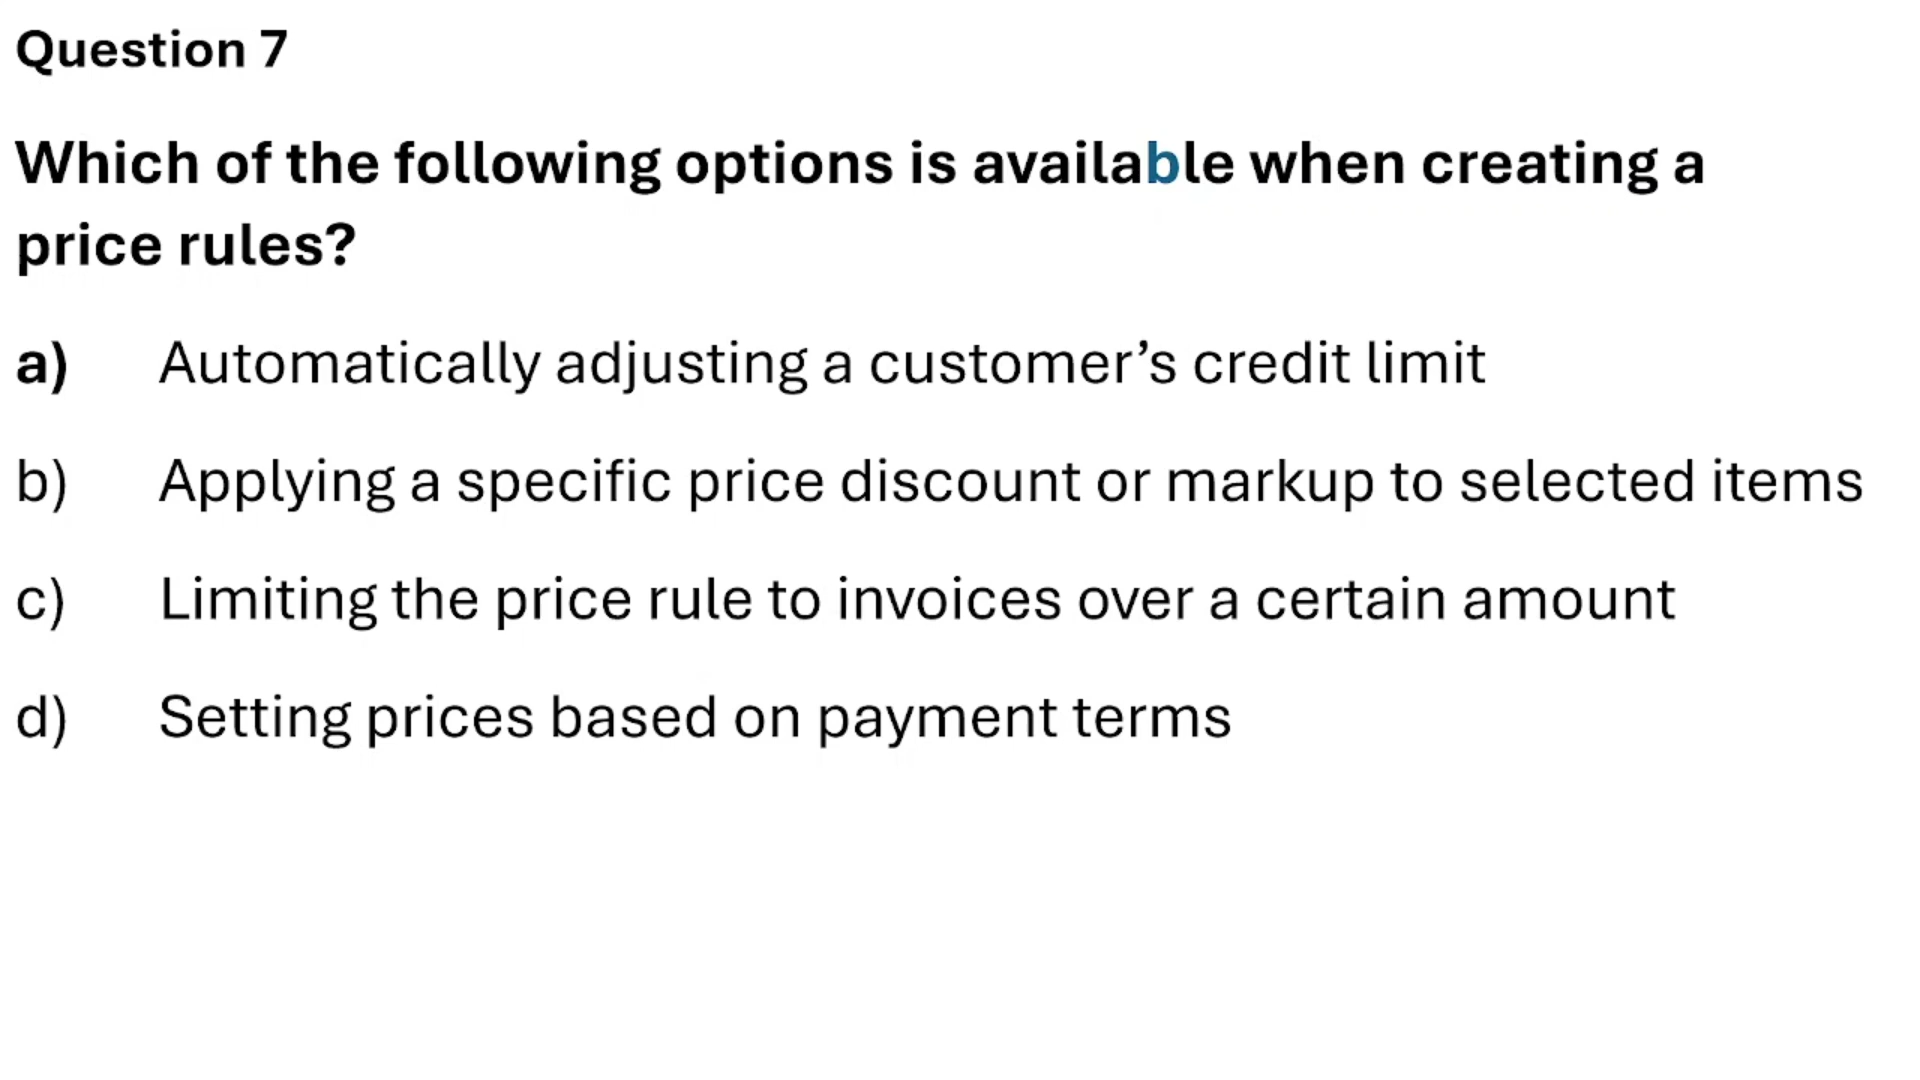 Question 7
Which of the following options is available when creating a
price rules?
a) Automatically adjusting a customer’s credit limit
b) Applying a specific price discount or markup to selected items
c) Limiting the price rule to invoices over a certain amount
d) Setting prices based on payment terms